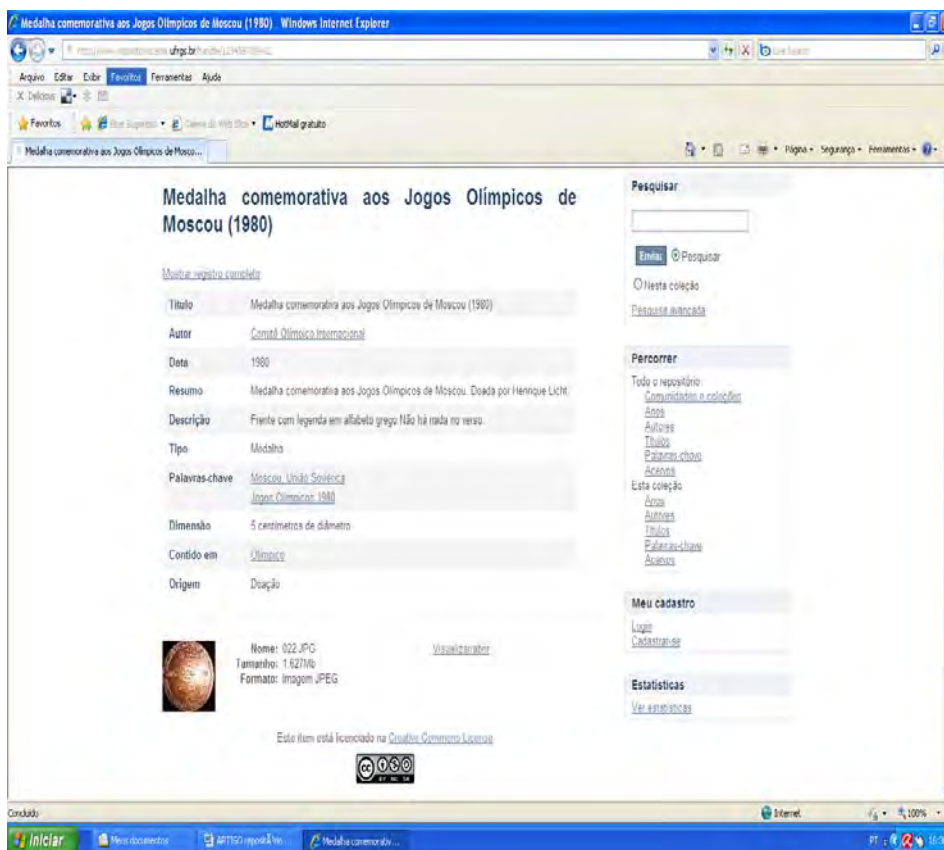 Medalha comemorativa aos Jogos Olímpicos de Moscou (1980) Windows Internet Explorer
ufrgs.br
Arquivo Editar Exibir Favoritos Ferramentas Ajuda
X Delicious
Favoritos HotMail gratuito
Medalha comemorativa aos Jogos Olímpicos de Mosco...
Página Segurança Ferramentas
Medalha comemorativa aos Jogos Olímpicos de
Moscou (1980)
Mostrar registro completo
Título Medalha comemorativa aos Jogos Olímpicos de Moscou (1980)
Autor Comitê Olímpico Internacional
Data 1980
Resumo Medalha comemorativa aos Jogos Olímpicos de Moscou. Doada por Henrique Licht.
Descrição Frente com legenda em alfabeto grego Não há nada no verso.
Tipo Medalha
Palavras-chave Moscou, União Soviética
Jogos Olímpicos 1980
Dimensão 5 centímetros de diâmetro
Contido em Olímpico
Origem Doação
Nome: 022.JPG Visualizar/abrir
Tamanho: 1.627Mb
Formato: Imagem JPEG
Este item está licenciado na Creative Commons License
cc BY NC SA
Pesquisar
Enviar Pesquisar
Nesta coleção
Pesquisa avançada
Percorrer
Todo o repositório
Comunidades e coleções
Anos
Autores
Títulos
Palavras-chave
Acervos
Esta coleção
Anos
Autores
Títulos
Palavras-chave
Acervos
Meu cadastro
Login
Cadastrar-se
Estatísticas
Ver estatísticas
Concluído Internet 100%
Iniciar Meus documentos Medalha comemorativ... PT